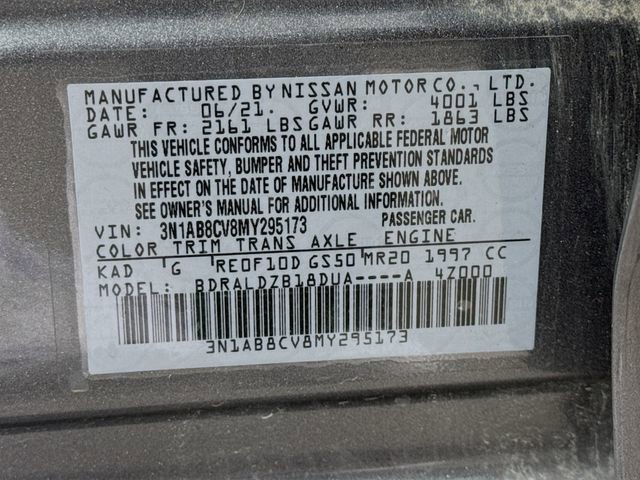 MANUFACTURED BY NISSAN MOTOR CO., LTD.
DATE: 06/21. GVWR: 4001 LBS
GAWR FR: 2161 LBS GAWR RR: 1863 LBS
THIS VEHICLE CONFORMS TO ALL APPLICABLE FEDERAL MOTOR
VEHICLE SAFETY, BUMPER AND THEFT PREVENTION STANDARDS
IN EFFECT ON THE DATE OF MANUFACTURE SHOWN ABOVE.
SEE OWNER'S MANUAL FOR ADDITIONAL INFORMATION.
VIN: 3N1AB8CV8MY295173 PASSENGER CAR.
COLOR TRIM TRANS AXLE ENGINE
KAD G RE0F10D GS50 MR20 1997 CC
MODEL: BDRALDZB18DUA----A 4Z000
3N1AB8CV8MY295173